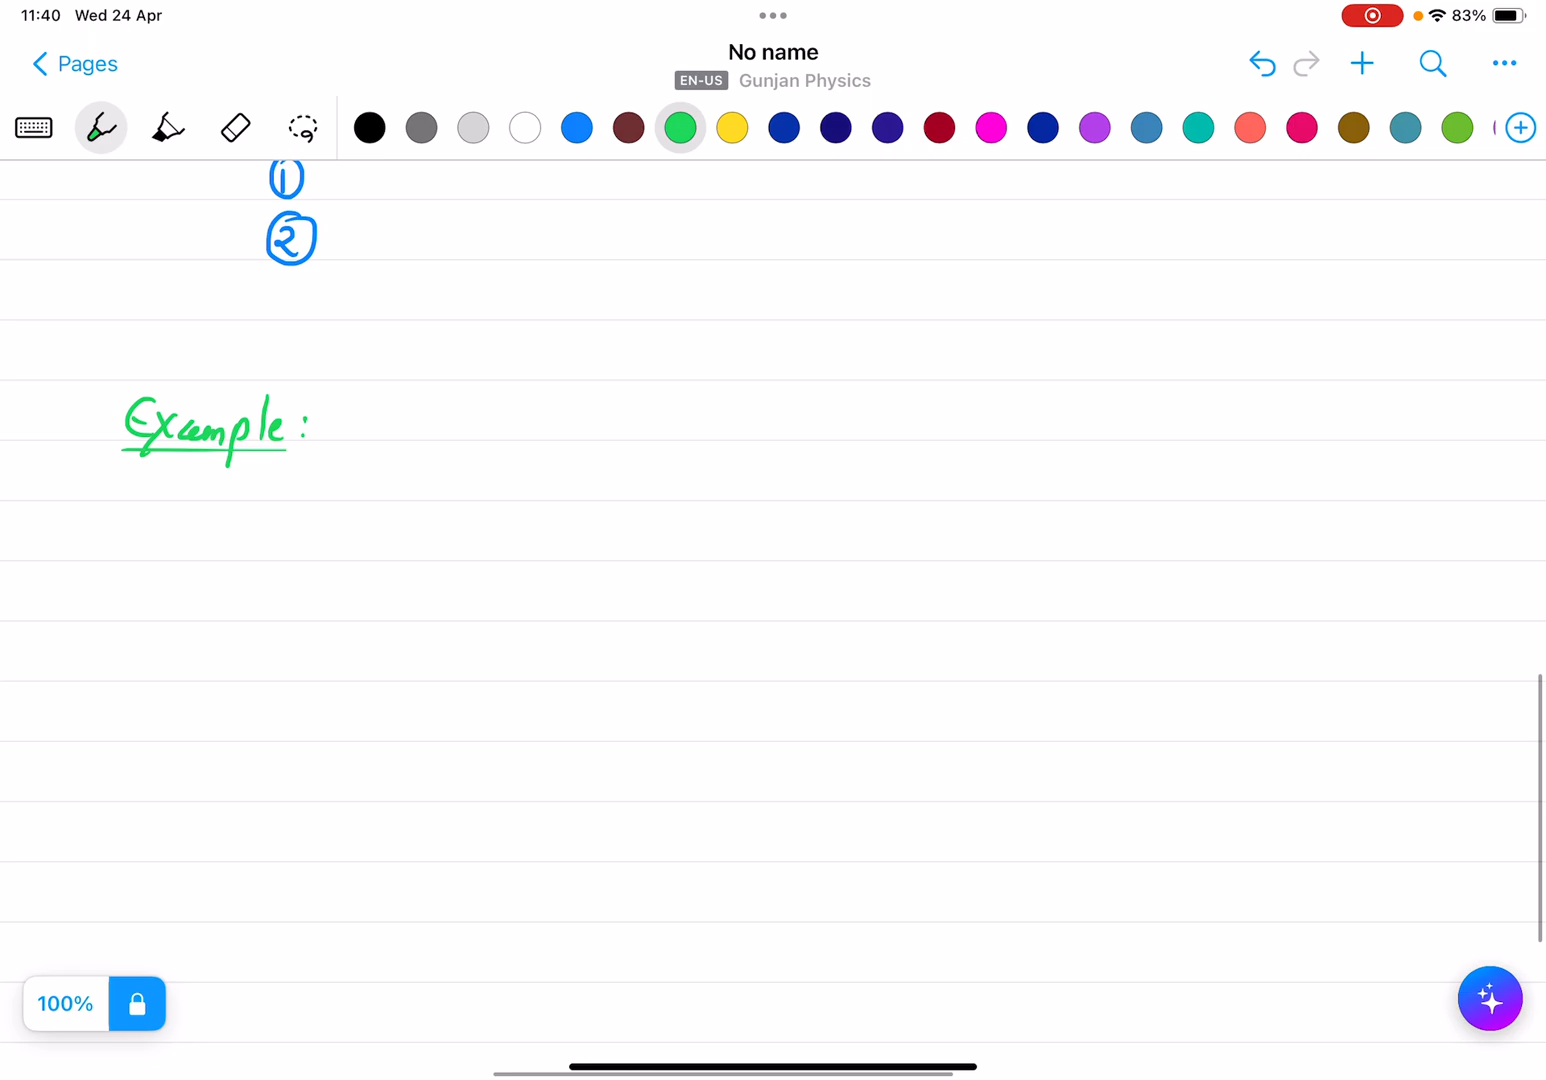 11:40 Wed 24 Apr 83%
Pages No name
EN-US Gunjan Physics
1
2
Example:
100%